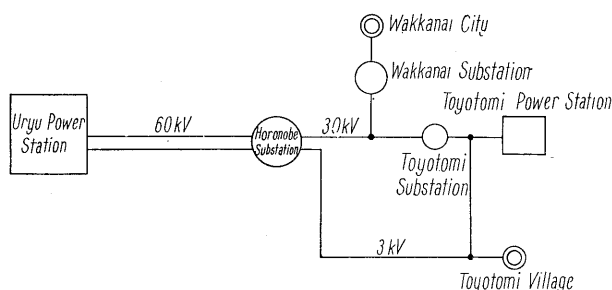 Wakkanai City
Wakkanai Substation
Toyotomi Power Station
Uryu Power
Station
60kV
Horonobe
Substation
30kV
Toyotomi
Substation
3kV
Toyotomi Village